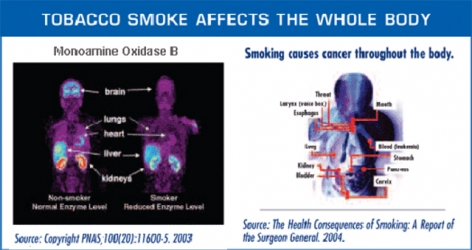 TOBACCO SMOKE AFFECTS THE WHOLE BODY
Monoamine Oxidase B
brain
lungs
heart
liver
kidneys
Non-smoker
Normal Enzyme Level
Smoker
Reduced Enzyme Level
Source: Copyright PNAS,100(20):11600-5. 2003
Smoking causes cancer throughout the body.
Throat
Larynx (voice box)
Esophagus
Mouth
Lung
Blood (leukemia)
Stomach
Kidney
Pancreas
Bladder
Cervix
Source: The Health Consequences of Smoking: A Report of
the Surgeon General. 2004.